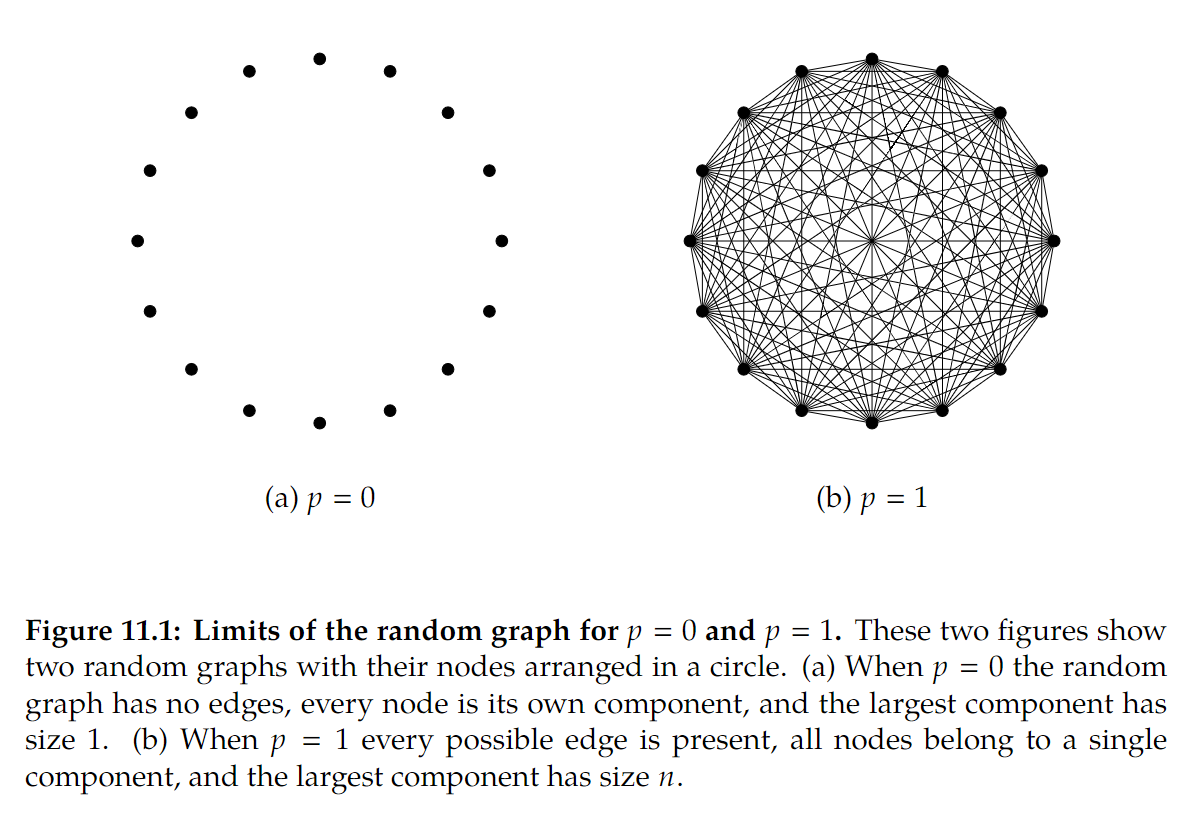 (a) p = 0
(b) p = 1
Figure 11.1: Limits of the random graph for p = 0 and p = 1. These two figures show
two random graphs with their nodes arranged in a circle. (a) When p = 0 the random
graph has no edges, every node is its own component, and the largest component has
size 1. (b) When p = 1 every possible edge is present, all nodes belong to a single
component, and the largest component has size n.